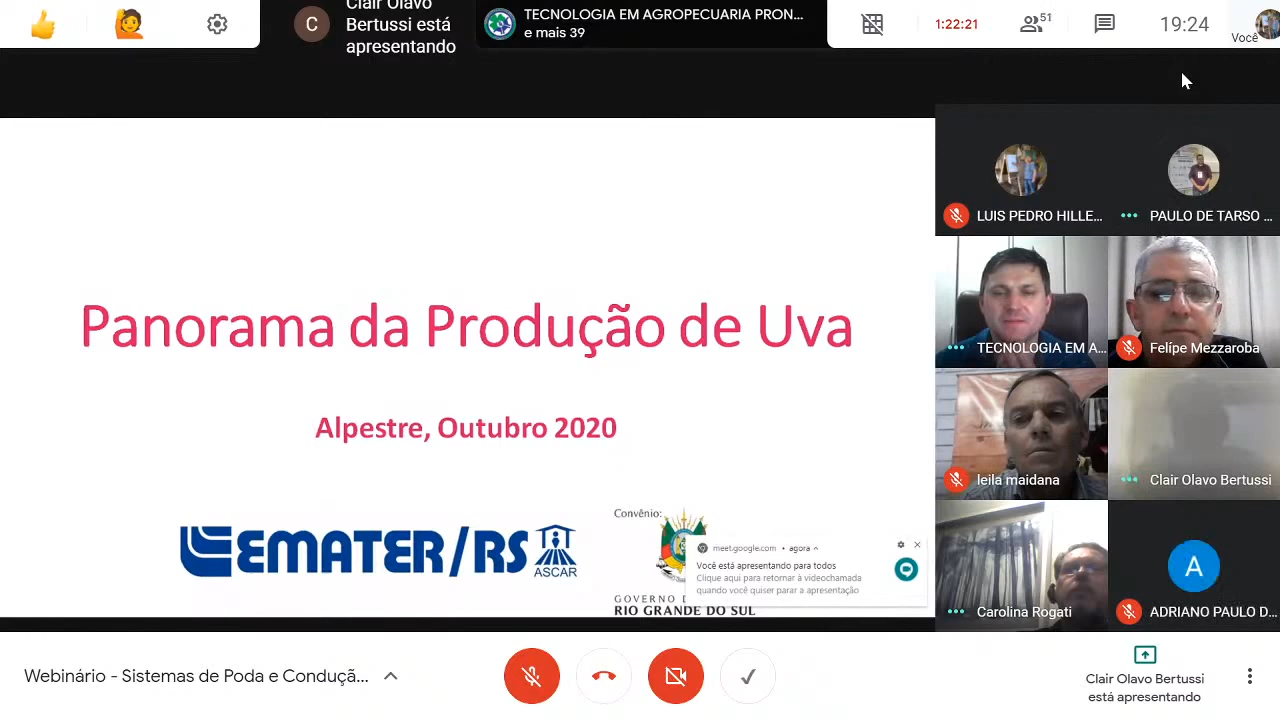 C
Clair Olavo
Bertussi está
apresentando
TECNOLOGIA EM AGROPECUARIA PRON...
e mais 39
1:22:21
51
19:24
Você
LUIS PEDRO HILLE...
PAULO DE TARSO ...
TECNOLOGIA EM A...
Felípe Mezzaroba
leila maidana
Clair Olavo Bertussi
Carolina Rogati
A
ADRIANO PAULO D...
Panorama da Produção de Uva
Alpestre, Outubro 2020
EMATER/RS
ASCAR
Convênio:
GOVERNO D
RIO GRANDE DO SUL
meet.google.com • agora
Você está apresentando para todos
Clique aqui para retornar à videochamada
quando você quiser parar a apresentação
Webinário - Sistemas de Poda e Conduçã...
Clair Olavo Bertussi
está apresentando